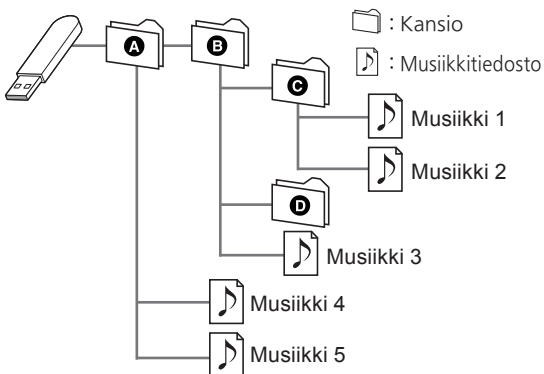 A
B
: Kansio
: Musiikkitiedosto
C
Musiikki 1
Musiikki 2
D
Musiikki 3
Musiikki 4
Musiikki 5